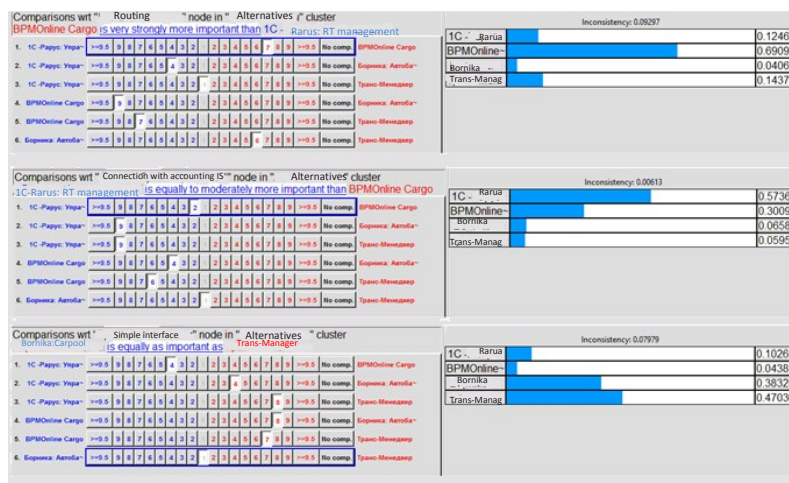 Comparisons wrt " Routing " node in " Alternatives " cluster
BPMOnline Cargo is very strongly more important than 1C - Rarus: RT management
1. 1С -Рарус: Упра~ >=9.5 9 8 7 6 5 4 3 2 1 2 3 4 5 6 7 8 9 >=9.5 No comp. BPMOnline Cargo
2. 1С -Рарус: Упра~ >=9.5 9 8 7 6 5 4 3 2 1 2 3 4 5 6 7 8 9 >=9.5 No comp. Борника: Автоба~
3. 1С -Рарус: Упра~ >=9.5 9 8 7 6 5 4 3 2 1 2 3 4 5 6 7 8 9 >=9.5 No comp. Транс-Менеджер
4. BPMOnline Cargo >=9.5 9 8 7 6 5 4 3 2 1 2 3 4 5 6 7 8 9 >=9.5 No comp. Борника: Автоба~
5. BPMOnline Cargo >=9.5 9 8 7 6 5 4 3 2 1 2 3 4 5 6 7 8 9 >=9.5 No comp. Транс-Менеджер
6. Борника: Автоба~ >=9.5 9 8 7 6 5 4 3 2 1 2 3 4 5 6 7 8 9 >=9.5 No comp. Транс-Менеджер
Inconsistency: 0.09297
1C - Rarua 0.1246
BPMOnline~ 0.6909
Bornika ~ 0.0406
Trans-Manag 0.1437
Comparisons wrt " Connection with accounting IS" node in " Alternatives" cluster
1C-Rarus: RT management is equally to moderately more important than BPMOnline Cargo
1. 1С -Рарус: Упра~ >=9.5 9 8 7 6 5 4 3 2 1 2 3 4 5 6 7 8 9 >=9.5 No comp. BPMOnline Cargo
2. 1С -Рарус: Упра~ >=9.5 9 8 7 6 5 4 3 2 1 2 3 4 5 6 7 8 9 >=9.5 No comp. Борника: Автоба~
3. 1С -Рарус: Упра~ >=9.5 9 8 7 6 5 4 3 2 1 2 3 4 5 6 7 8 9 >=9.5 No comp. Транс-Менеджер
4. BPMOnline Cargo >=9.5 9 8 7 6 5 4 3 2 1 2 3 4 5 6 7 8 9 >=9.5 No comp. Борника: Автоба~
5. BPMOnline Cargo >=9.5 9 8 7 6 5 4 3 2 1 2 3 4 5 6 7 8 9 >=9.5 No comp. Транс-Менеджер
6. Борника: Автоба~ >=9.5 9 8 7 6 5 4 3 2 1 2 3 4 5 6 7 8 9 >=9.5 No comp. Транс-Менеджер
Inconsistency: 0.00613
1C - Rarua 0.5736
BPMOnline~ 0.3009
Bornika 0.0658
Trans-Manag 0.0595
Comparisons wrt " Simple interface " node in " Alternatives " cluster
Bornika:Carpool is equally as important as Trans-Manager
1. 1С -Рарус: Упра~ >=9.5 9 8 7 6 5 4 3 2 1 2 3 4 5 6 7 8 9 >=9.5 No comp. BPMOnline Cargo
2. 1С -Рарус: Упра~ >=9.5 9 8 7 6 5 4 3 2 1 2 3 4 5 6 7 8 9 >=9.5 No comp. Борника: Автоба~
3. 1С -Рарус: Упра~ >=9.5 9 8 7 6 5 4 3 2 1 2 3 4 5 6 7 8 9 >=9.5 No comp. Транс-Менеджер
4. BPMOnline Cargo >=9.5 9 8 7 6 5 4 3 2 1 2 3 4 5 6 7 8 9 >=9.5 No comp. Борника: Автоба~
5. BPMOnline Cargo >=9.5 9 8 7 6 5 4 3 2 1 2 3 4 5 6 7 8 9 >=9.5 No comp. Транс-Менеджер
6. Борника: Автоба~ >=9.5 9 8 7 6 5 4 3 2 1 2 3 4 5 6 7 8 9 >=9.5 No comp. Транс-Менеджер
Inconsistency: 0.07979
1C - Rarua 0.1026
BPMOnline~ 0.0438
Bornika 0.3832
Trans-Manag 0.4703